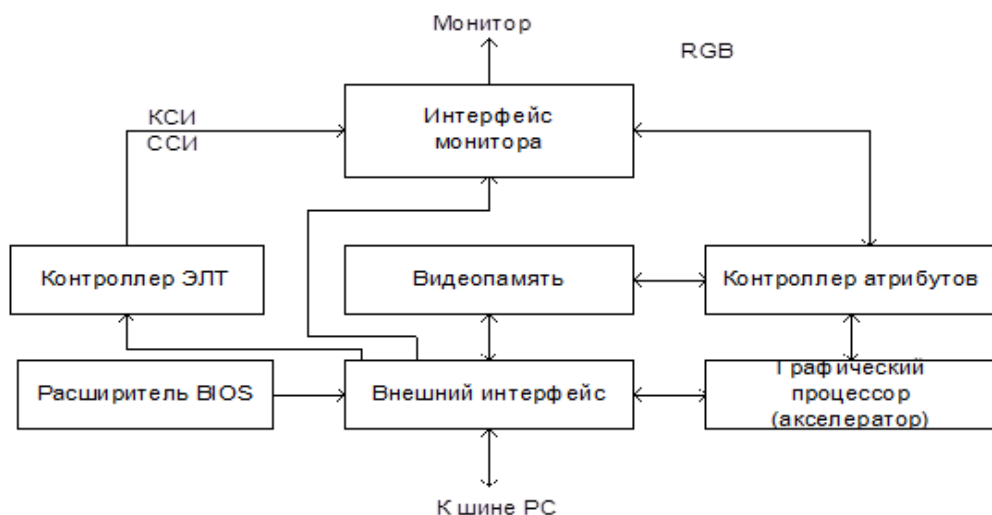 Монитор
RGB
КСИ
ССИ
Интерфейс
монитора
Контроллер ЭЛТ
Видеопамять
Контроллер атрибутов
Расширитель BIOS
Внешний интерфейс
Графический
процессор
(акселератор)
К шине PC